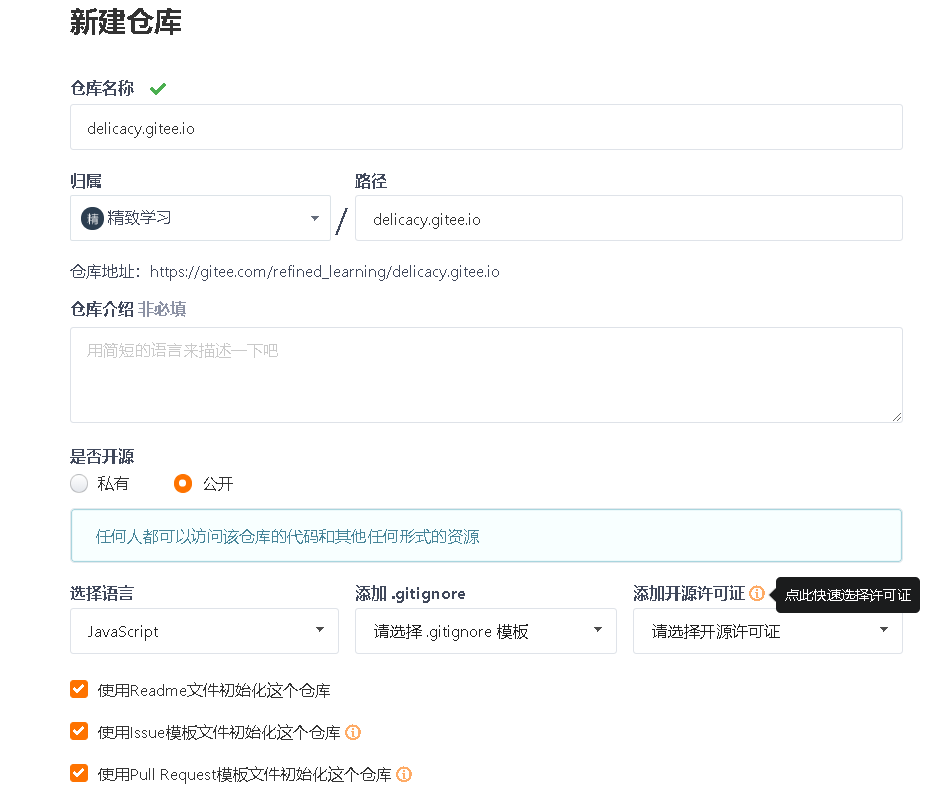 新建仓库
仓库名称
delicacy.gitee.io
归属 路径
精 精致学习 / delicacy.gitee.io
仓库地址：https://gitee.com/refined_learning/delicacy.gitee.io
仓库介绍 非必填
用简短的语言来描述一下吧
是否开源
私有 公开
任何人都可以访问该仓库的代码和其他任何形式的资源
选择语言 添加 .gitignore 添加开源许可证 点此快速选择许可证
JavaScript 请选择 .gitignore 模板 请选择开源许可证
使用Readme文件初始化这个仓库
使用Issue模板文件初始化这个仓库
使用Pull Request模板文件初始化这个仓库